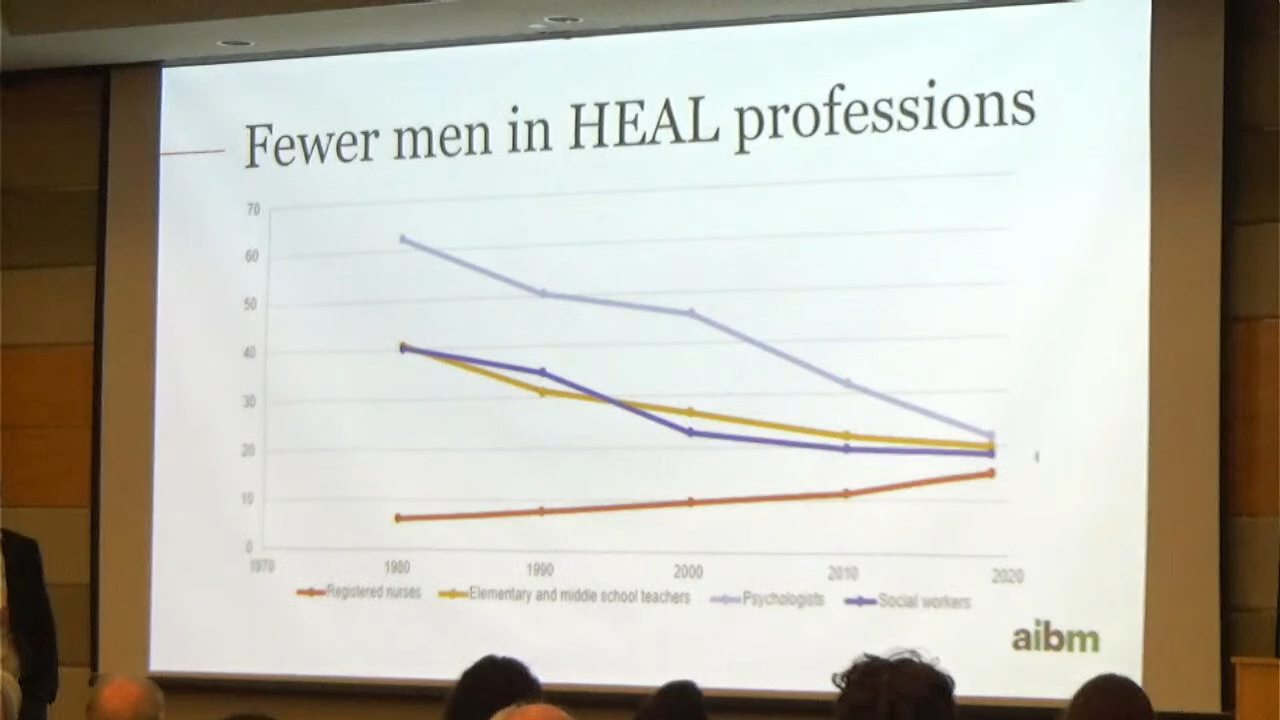 Fewer men in HEAL professions
70
60
50
40
30
20
10
0
1970 1980 1990 2000 2010 2020
Registered nurses Elementary and middle school teachers Psychologists Social workers
aibm